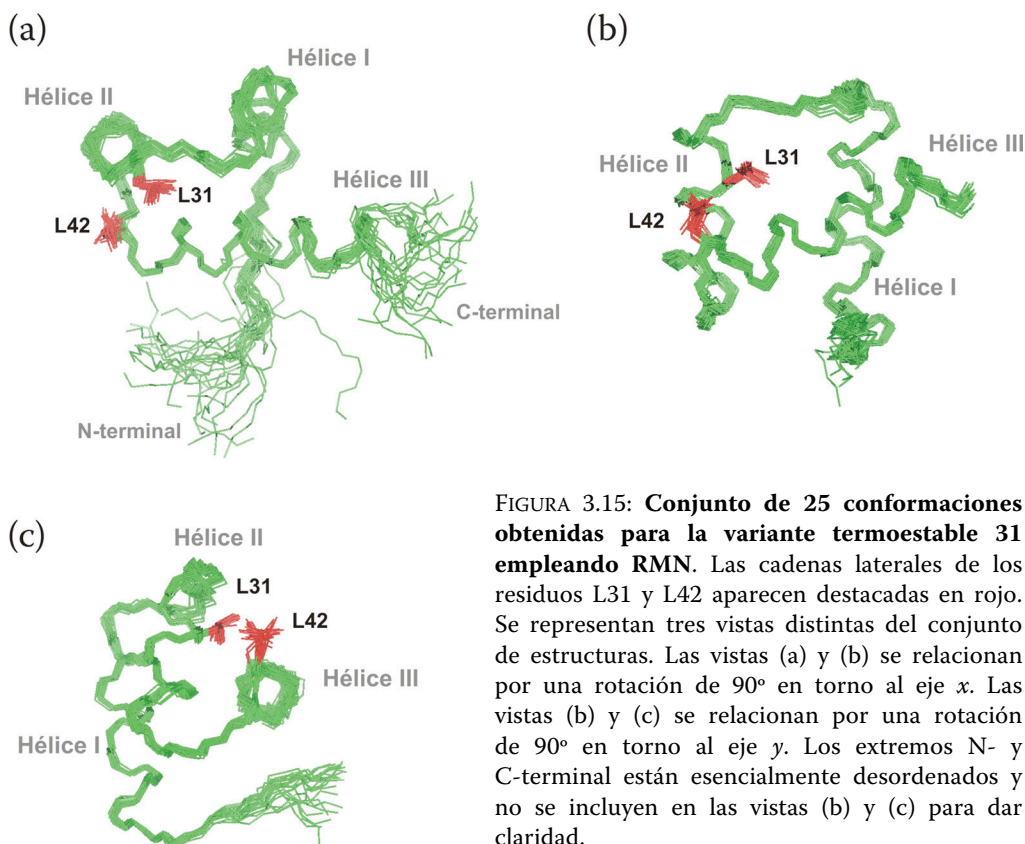 (a)
Hélice I
Hélice II
L31
L42
Hélice III
C-terminal
N-terminal
(b)
Hélice II
L31
Hélice III
L42
Hélice I
(c)
Hélice II
L31
L42
Hélice III
Hélice I
FIGURA 3.15: Conjunto de 25 conformaciones
obtenidas para la variante termoestable 31
empleando RMN. Las cadenas laterales de los
residuos L31 y L42 aparecen destacadas en rojo.
Se representan tres vistas distintas del conjunto
de estructuras. Las vistas (a) y (b) se relacionan
por una rotación de 90º en torno al eje x. Las
vistas (b) y (c) se relacionan por una rotación
de 90º en torno al eje y. Los extremos N- y
C-terminal están esencialmente desordenados y
no se incluyen en las vistas (b) y (c) para dar
claridad.